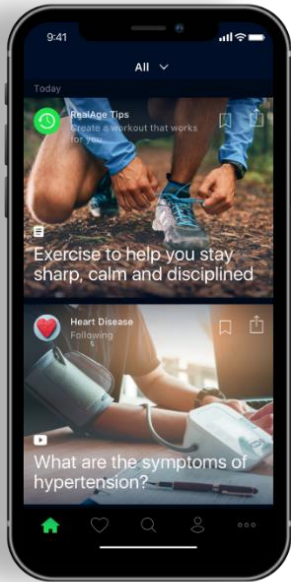 9:41
All
Today
RealAge Tips
Create a workout that works
for you
Exercise to help you stay
sharp, calm and disciplined
Heart Disease
Following
What are the symptoms of
hypertension?